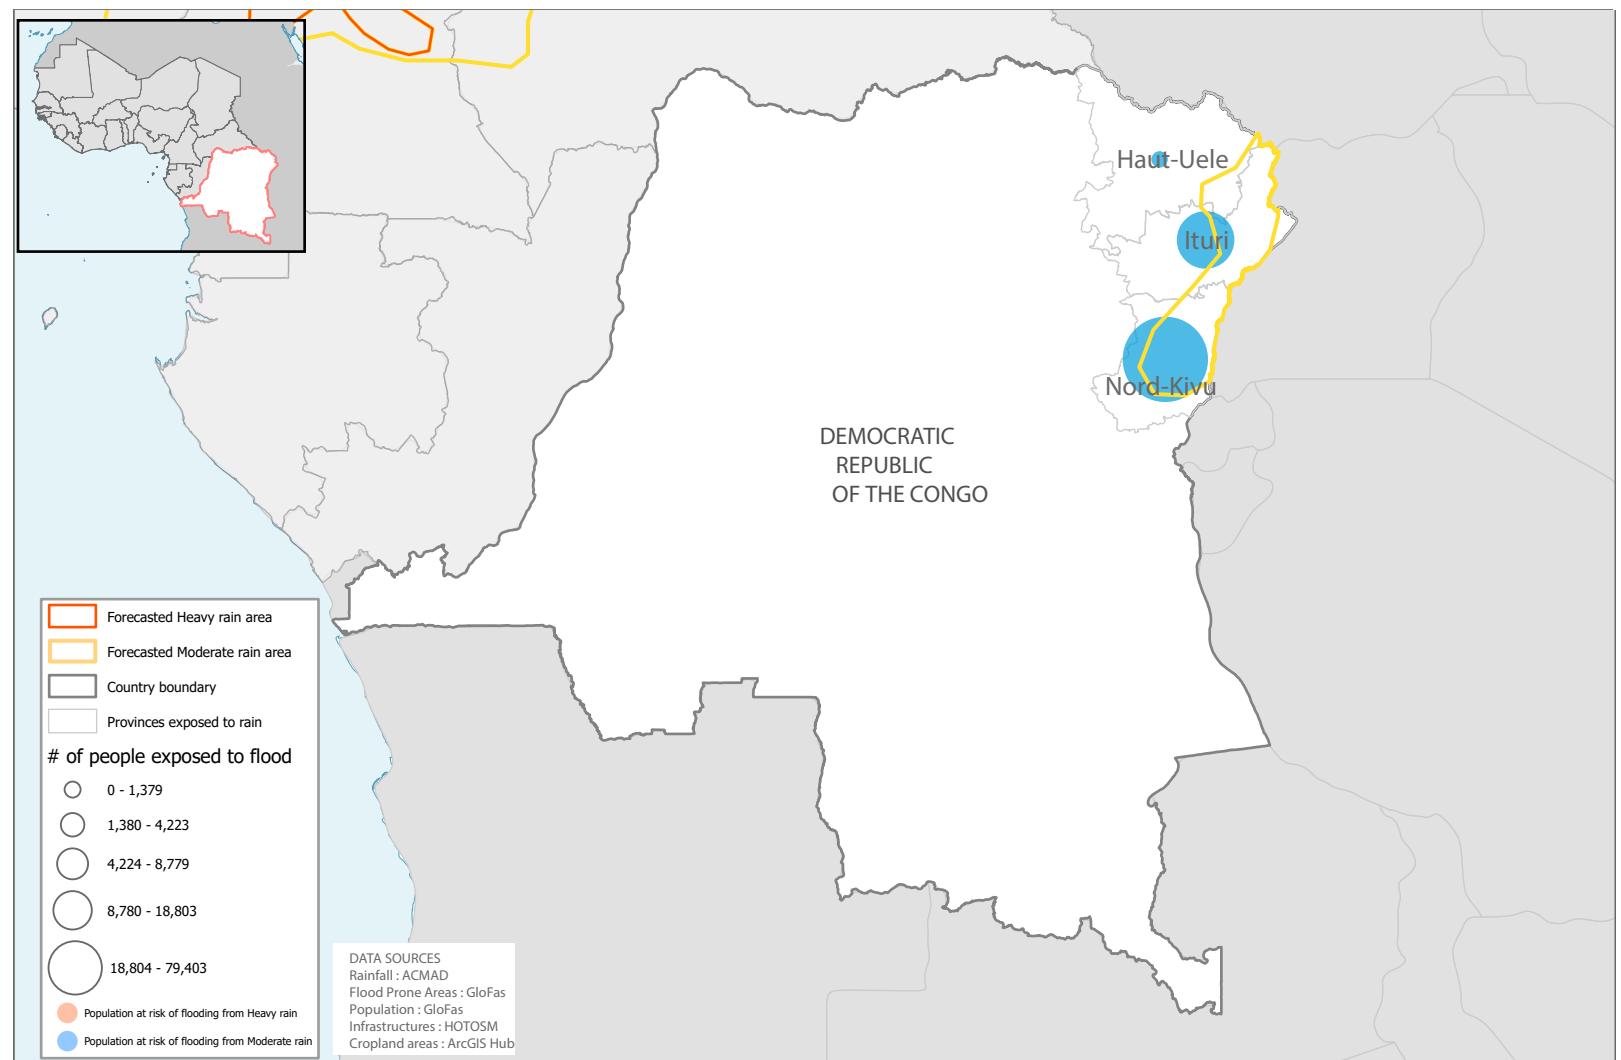 Haut-Uele
Ituri
Nord-Kivu
DEMOCRATIC
REPUBLIC
OF THE CONGO
Forecasted Heavy rain area
Forecasted Moderate rain area
Country boundary
Provinces exposed to rain
# of people exposed to flood
0 - 1,379
1,380 - 4,223
4,224 - 8,779
8,780 - 18,803
18,804 - 79,403
Population at risk of flooding from Heavy rain
Population at risk of flooding from Moderate rain
DATA SOURCES
Rainfall : ACMAD
Flood Prone Areas : GloFas
Population : GloFas
Infrastructures : HOTOSM
Cropland areas : ArcGIS Hub